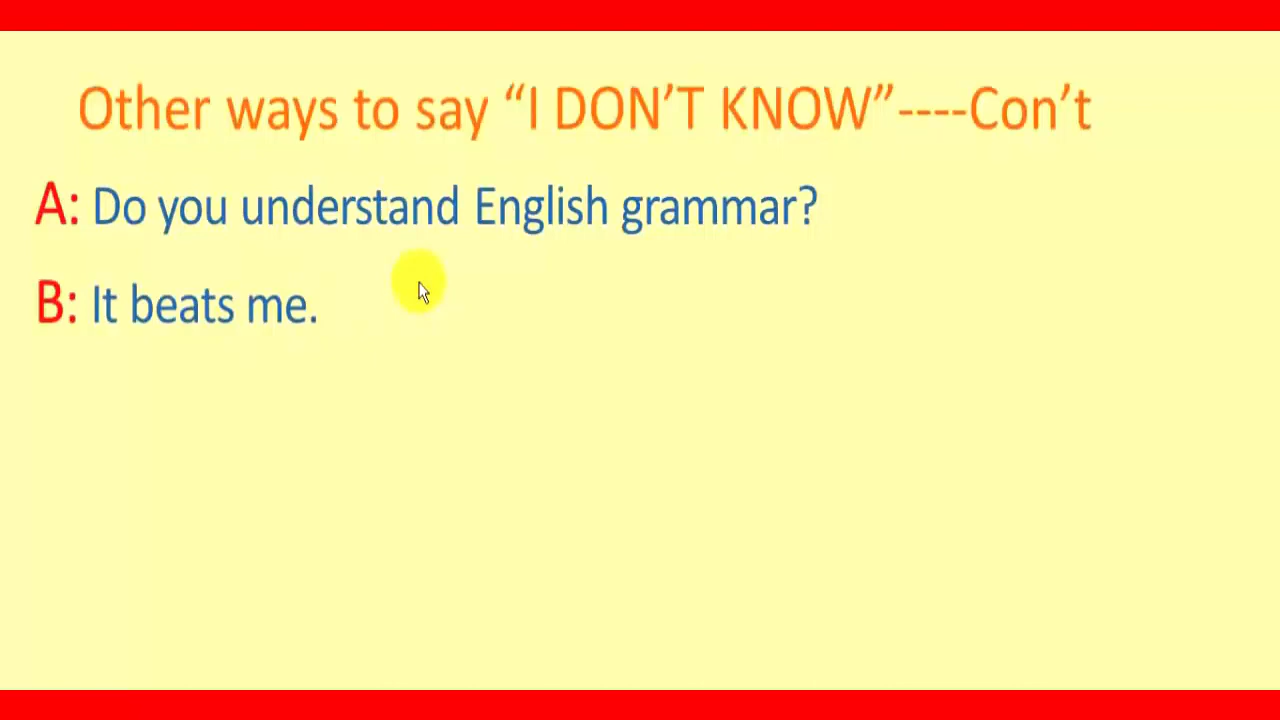 Other ways to say “I DON’T KNOW”----Con’t
A: Do you understand English grammar?
B: It beats me.